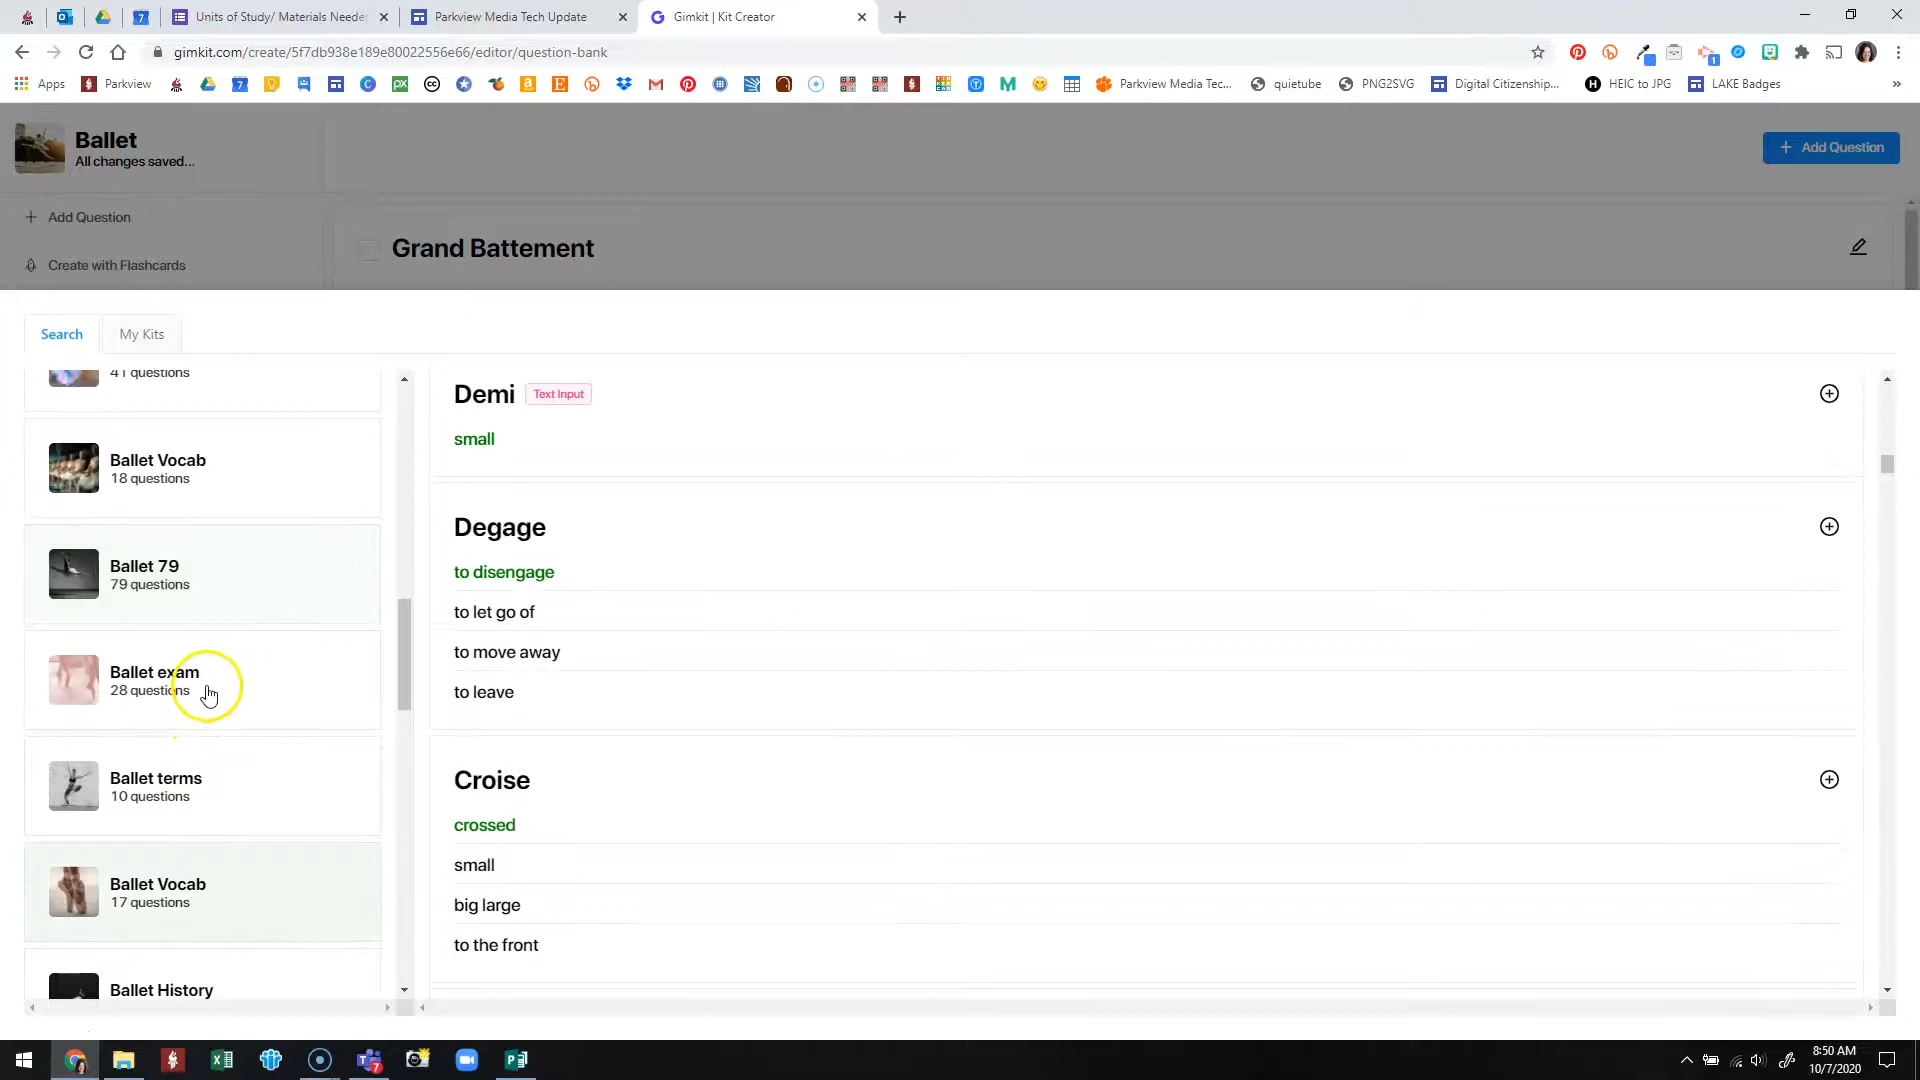 Units of Study/ Materials Neede
Parkview Media Tech Update
Gimkit | Kit Creator
gimkit.com/create/5f7db938e189e80022556e66/editor/question-bank
Apps
Parkview
Parkview Media Tec...
quietube
PNG2SVG
Digital Citizenship...
HEIC to JPG
LAKE Badges
Ballet
All changes saved...
+ Add Question
+ Add Question
Create with Flashcards
Grand Battement
Search
My Kits
41 questions
Ballet Vocab
18 questions
Ballet 79
79 questions
Ballet exam
28 questions
Ballet terms
10 questions
Ballet Vocab
17 questions
Ballet History
Demi
Text Input
small
Degage
to disengage
to let go of
to move away
to leave
Croise
crossed
small
big large
to the front
8:50 AM
10/7/2020